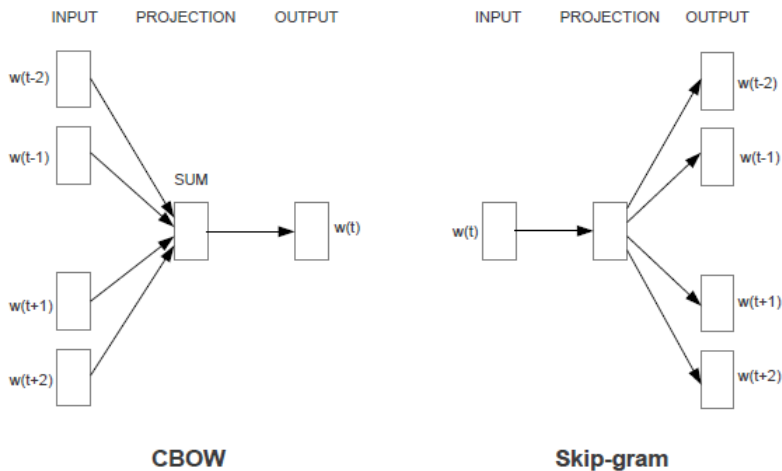 INPUT PROJECTION OUTPUT
w(t-2)
w(t-1)
SUM
w(t)
w(t+1)
w(t+2)
CBOW
INPUT PROJECTION OUTPUT
w(t-2)
w(t-1)
w(t)
w(t+1)
w(t+2)
Skip-gram